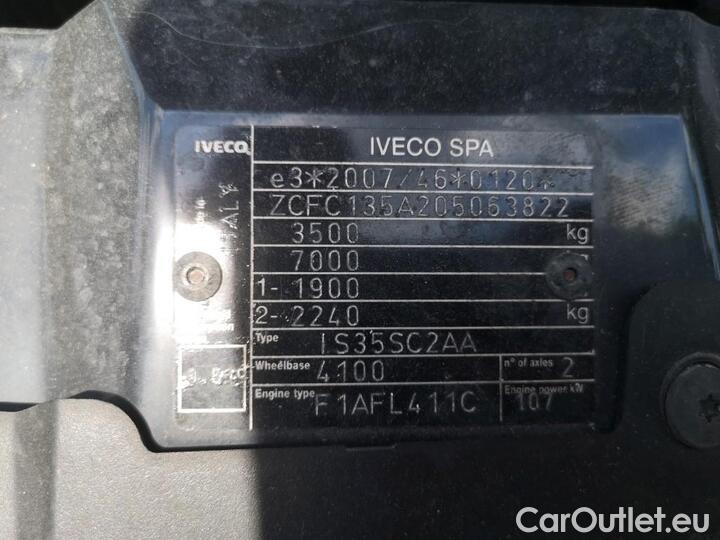 IVECO
IVECO SPA
e3*2007/46*0120*
ZCFC135A205063822
3500 kg
7000
1- 1900
2- 2240 kg
Type IS35SC2AA
Wheelbase 4100 n° of axles 2
Engine type F1AFL411C Engine power kW 107
CarOutlet.eu